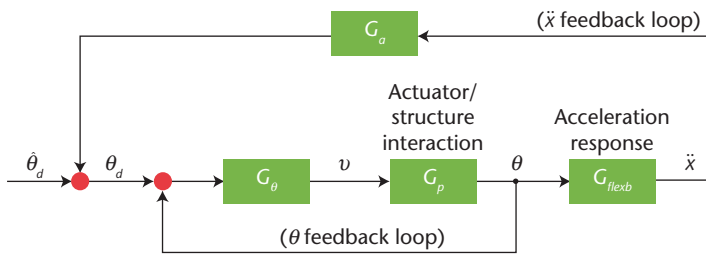 (ẍ feedback loop)
G_a
Actuator/
structure
interaction
Acceleration
response
θ̂_d
θ_d
G_θ
υ
G_p
θ
G_flexb
ẍ
(θ feedback loop)